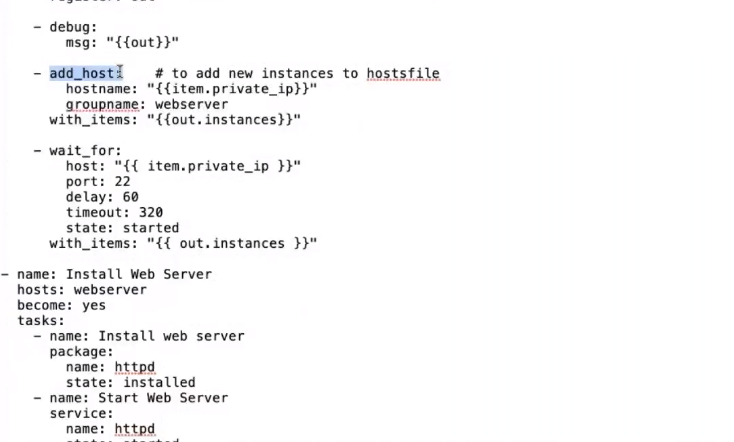 - debug:
msg: "{{out}}"
- add_host:    # to add new instances to hostsfile
hostname: "{{item.private_ip}}"
groupname: webserver
with_items: "{{out.instances}}"
- wait_for:
host: "{{ item.private_ip }}"
port: 22
delay: 60
timeout: 320
state: started
with_items: "{{ out.instances }}"
- name: Install Web Server
hosts: webserver
become: yes
tasks:
- name: Install web server
package:
name: httpd
state: installed
- name: Start Web Server
service:
name: httpd